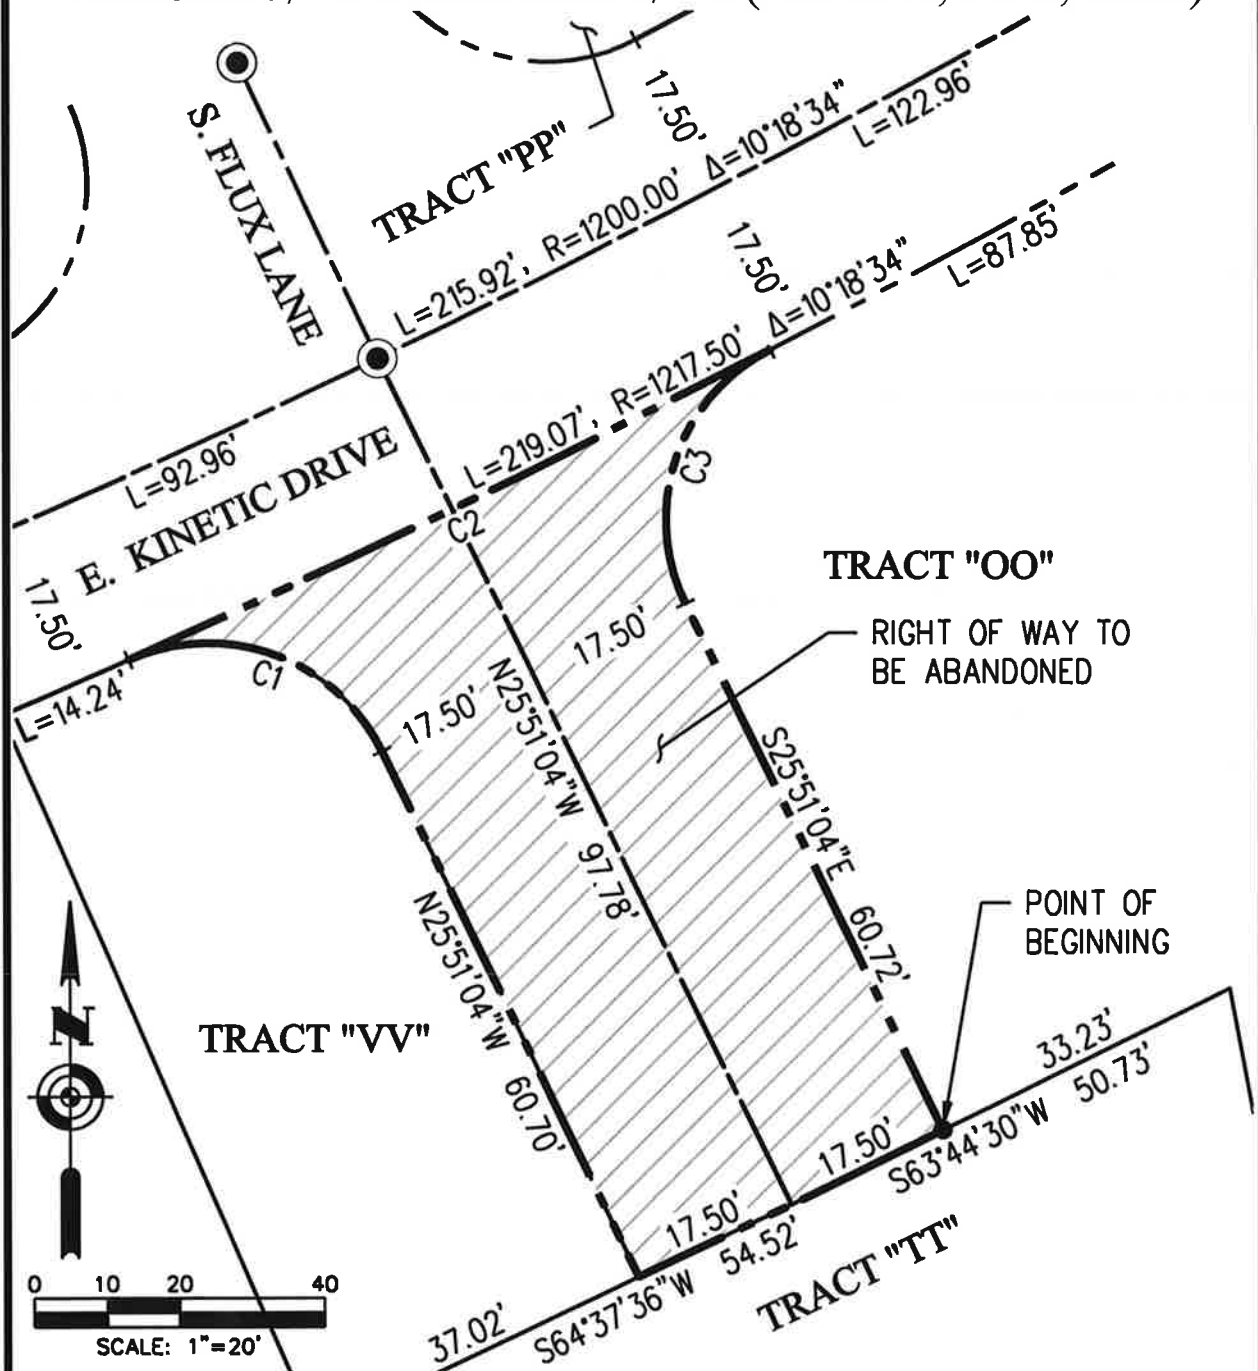 S. FLUX LANE
TRACT "PP"
17.50'
L=215.92', R=1200.00' Δ=10°18'34"
L=122.96'
17.50'
L=219.07', R=1217.50' Δ=10°18'34"
L=87.85'
L=92.96'
E. KINETIC DRIVE
C2
C3
17.50'
L=14.24'
C1
TRACT "OO"
RIGHT OF WAY TO
BE ABANDONED
17.50'
17.50'
N25°51'04"W 97.78'
S25°51'04"E 60.72'
N25°51'04"W 60.70'
POINT OF
BEGINNING
TRACT "VV"
N
33.23'
S63°44'30"W 50.73'
17.50'
17.50'
S64°37'36"W 54.52'
37.02'
TRACT "TT"
0 10 20 40
SCALE: 1"=20'